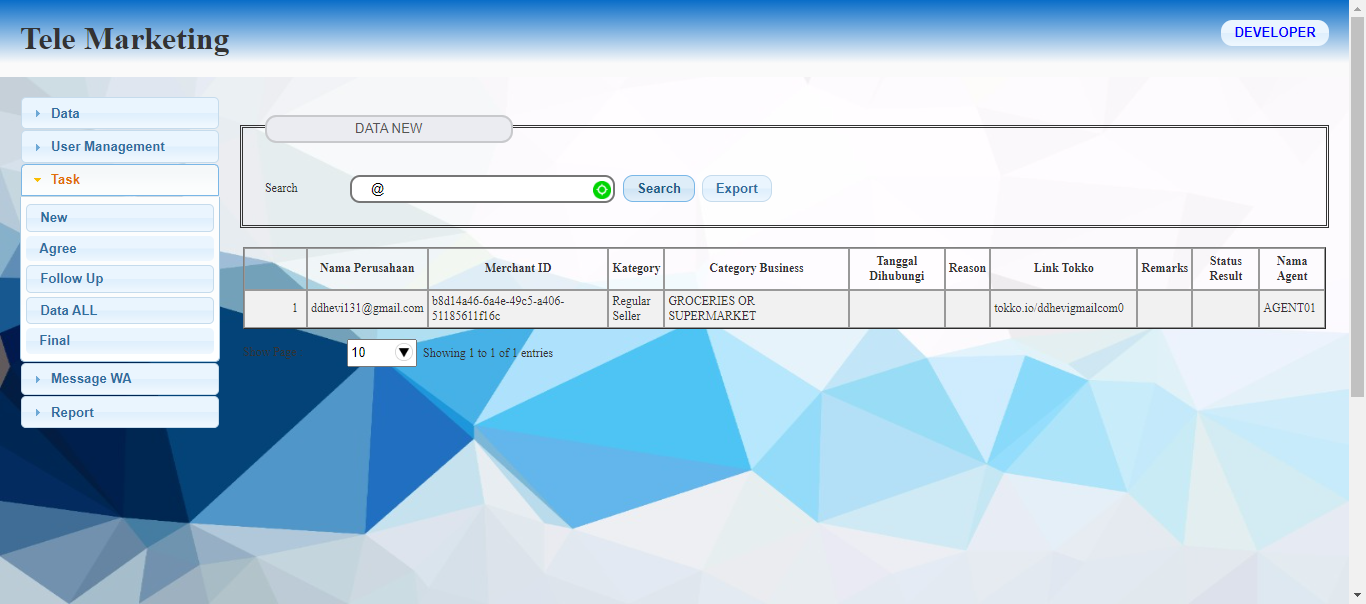 Tele Marketing
DEVELOPER
Data
User Management
Task
New
Agree
Follow Up
Data ALL
Final
Message WA
Report
DATA NEW
Search @ Search Export
Nama Perusahaan Merchant ID Kategory Category Business Tanggal Dihubungi Reason Link Tokko Remarks Status Result Nama Agent
1 ddhevi131@gmail.com b8d14a46-6a4e-49c5-a406-51185611f16c Regular Seller GROCERIES OR SUPERMARKET tokko.io/ddhevigmailcom0 AGENT01
Show Page 10 Showing 1 to 1 of 1 entries